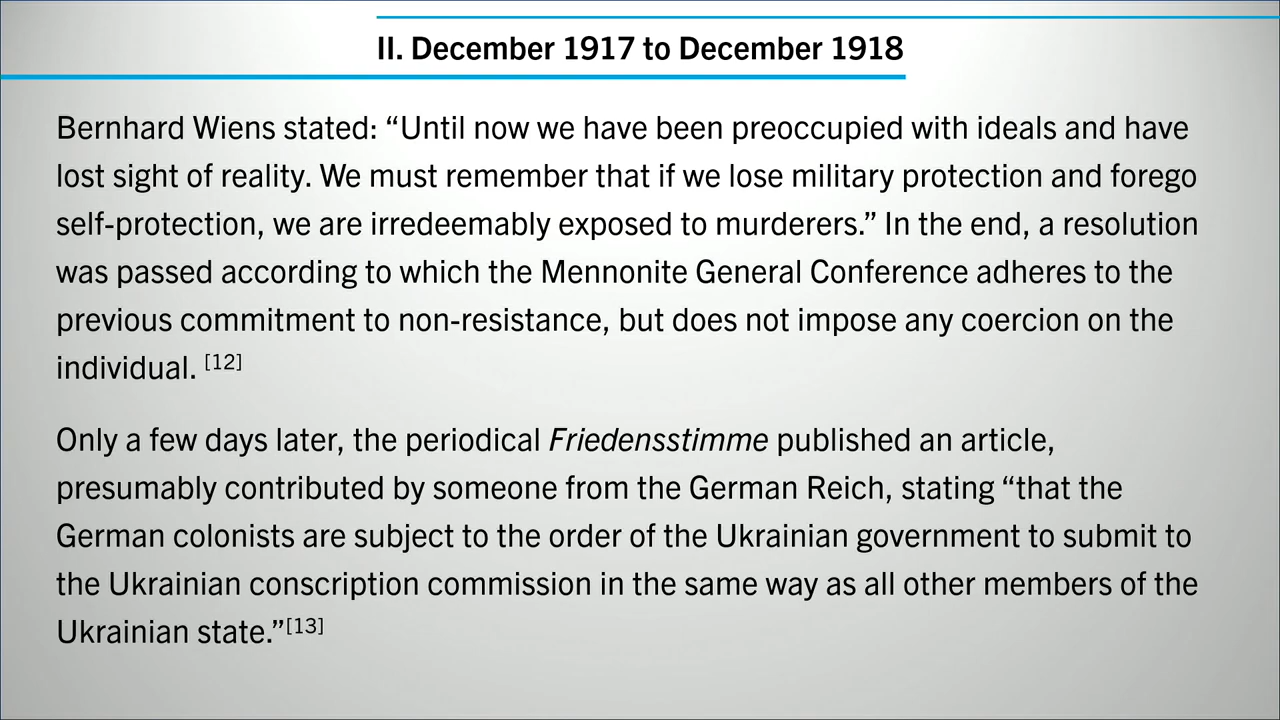 II. December 1917 to December 1918
Bernhard Wiens stated: “Until now we have been preoccupied with ideals and have
lost sight of reality. We must remember that if we lose military protection and forego
self-protection, we are irredeemably exposed to murderers.” In the end, a resolution
was passed according to which the Mennonite General Conference adheres to the
previous commitment to non-resistance, but does not impose any coercion on the
individual. [12]
Only a few days later, the periodical Friedensstimme published an article,
presumably contributed by someone from the German Reich, stating “that the
German colonists are subject to the order of the Ukrainian government to submit to
the Ukrainian conscription commission in the same way as all other members of the
Ukrainian state.”[13]